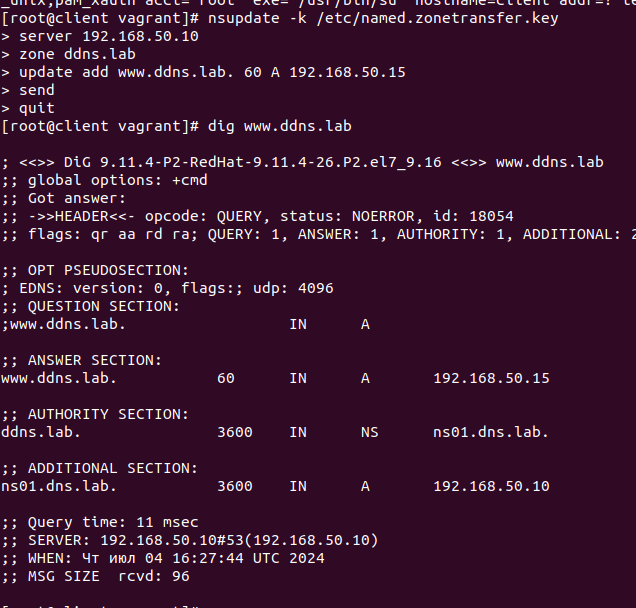 [root@client vagrant]# nsupdate -k /etc/named.zonetransfer.key
> server 192.168.50.10
> zone ddns.lab
> update add www.ddns.lab. 60 A 192.168.50.15
> send
> quit
[root@client vagrant]# dig www.ddns.lab

; <<>> DiG 9.11.4-P2-RedHat-9.11.4-26.P2.el7_9.16 <<>> www.ddns.lab
;; global options: +cmd
;; Got answer:
;; ->>HEADER<<- opcode: QUERY, status: NOERROR, id: 18054
;; flags: qr aa rd ra; QUERY: 1, ANSWER: 1, AUTHORITY: 1, ADDITIONAL: 2

;; OPT PSEUDOSECTION:
; EDNS: version: 0, flags:; udp: 4096
;; QUESTION SECTION:
;www.ddns.lab. IN A

;; ANSWER SECTION:
www.ddns.lab. 60 IN A 192.168.50.15

;; AUTHORITY SECTION:
ddns.lab. 3600 IN NS ns01.dns.lab.

;; ADDITIONAL SECTION:
ns01.dns.lab. 3600 IN A 192.168.50.10

;; Query time: 11 msec
;; SERVER: 192.168.50.10#53(192.168.50.10)
;; WHEN: Чт июл 04 16:27:44 UTC 2024
;; MSG SIZE rcvd: 96